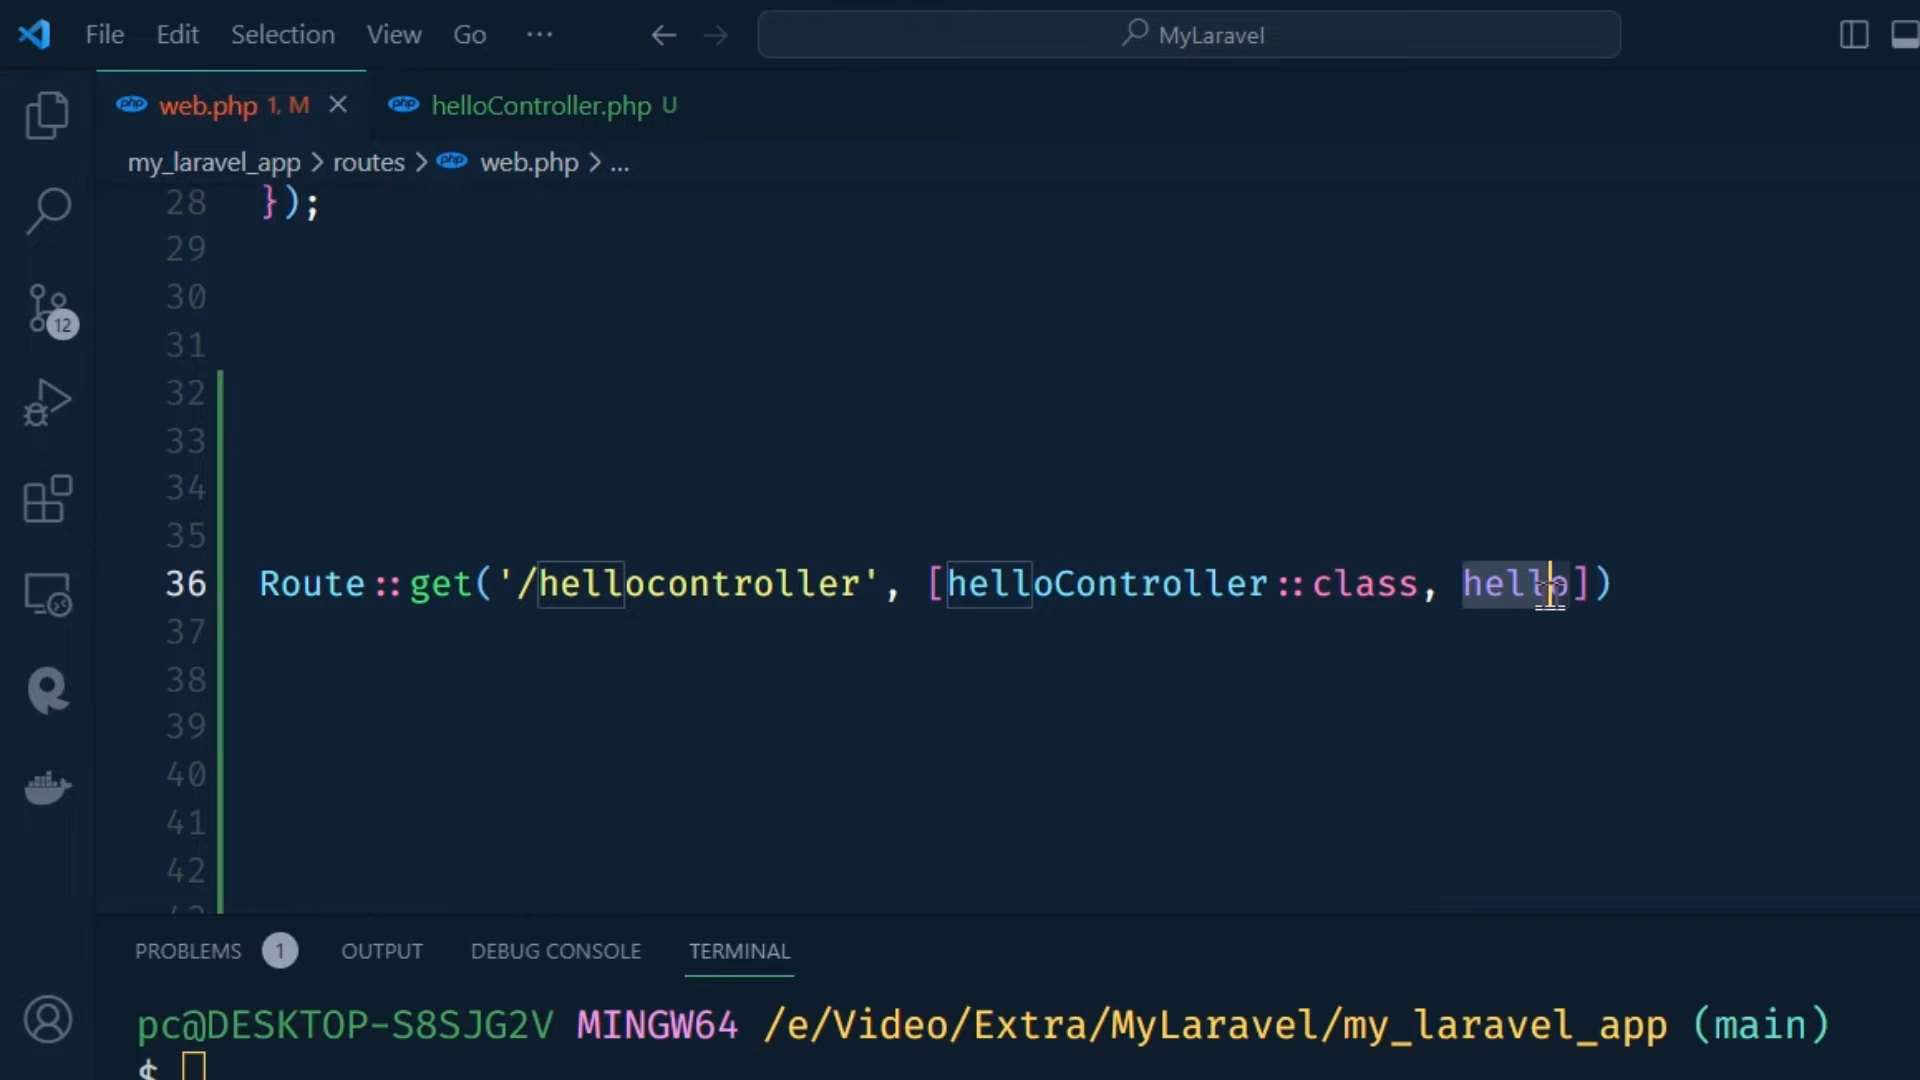 File Edit Selection View Go ··· MyLaravel
web.php 1, M helloController.php U
my_laravel_app > routes > web.php > ...
28 });
29
30
31
32
33
34
35
36 Route::get('/hellocontroller', [helloController::class, hello])
37
38
39
40
41
42
12
PROBLEMS 1 OUTPUT DEBUG CONSOLE TERMINAL
pc@DESKTOP-S8SJG2V MINGW64 /e/Video/Extra/MyLaravel/my_laravel_app (main)
$